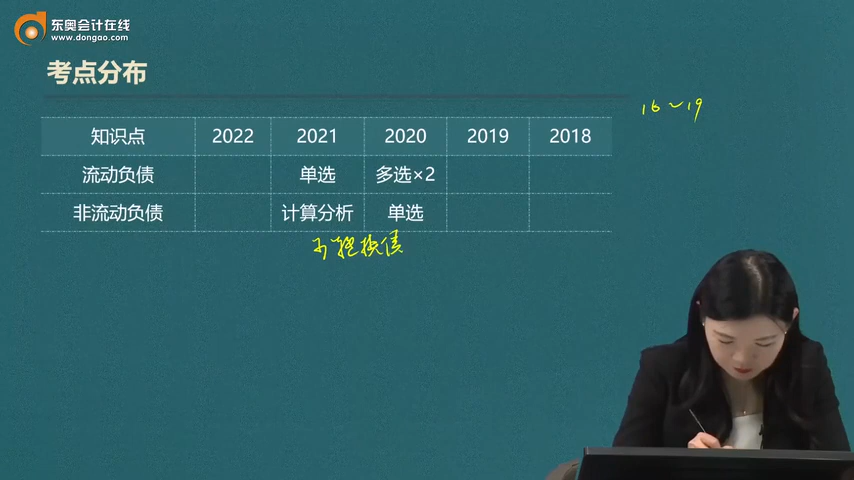 东奥会计在线
www.dongao.com
考点分布
16~19
知识点 2022 2021 2020 2019 2018
流动负债 单选 多选×2
非流动负债 计算分析 单选
可转换债